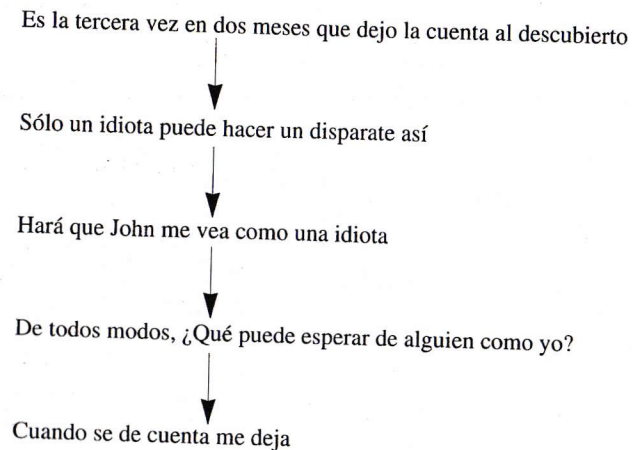 Es la tercera vez en dos meses que dejo la cuenta al descubierto
Sólo un idiota puede hacer un disparate así
Hará que John me vea como una idiota
De todos modos, ¿Qué puede esperar de alguien como yo?
Cuando se de cuenta me deja